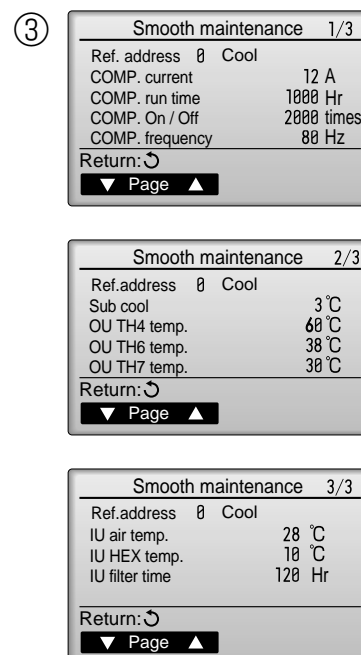 ③
Smooth maintenance 1/3
Ref. address 0 Cool
COMP. current 12 A
COMP. run time 1000 Hr
COMP. On / Off 2000 times
COMP. frequency 80 Hz
Return:
▼ Page ▲
Smooth maintenance 2/3
Ref.address 0 Cool
Sub cool 3℃
OU TH4 temp. 60℃
OU TH6 temp. 38℃
OU TH7 temp. 30℃
Return:
▼ Page ▲
Smooth maintenance 3/3
Ref.address 0 Cool
IU air temp. 28 ℃
IU HEX temp. 10 ℃
IU filter time 120 Hr
Return:
▼ Page ▲